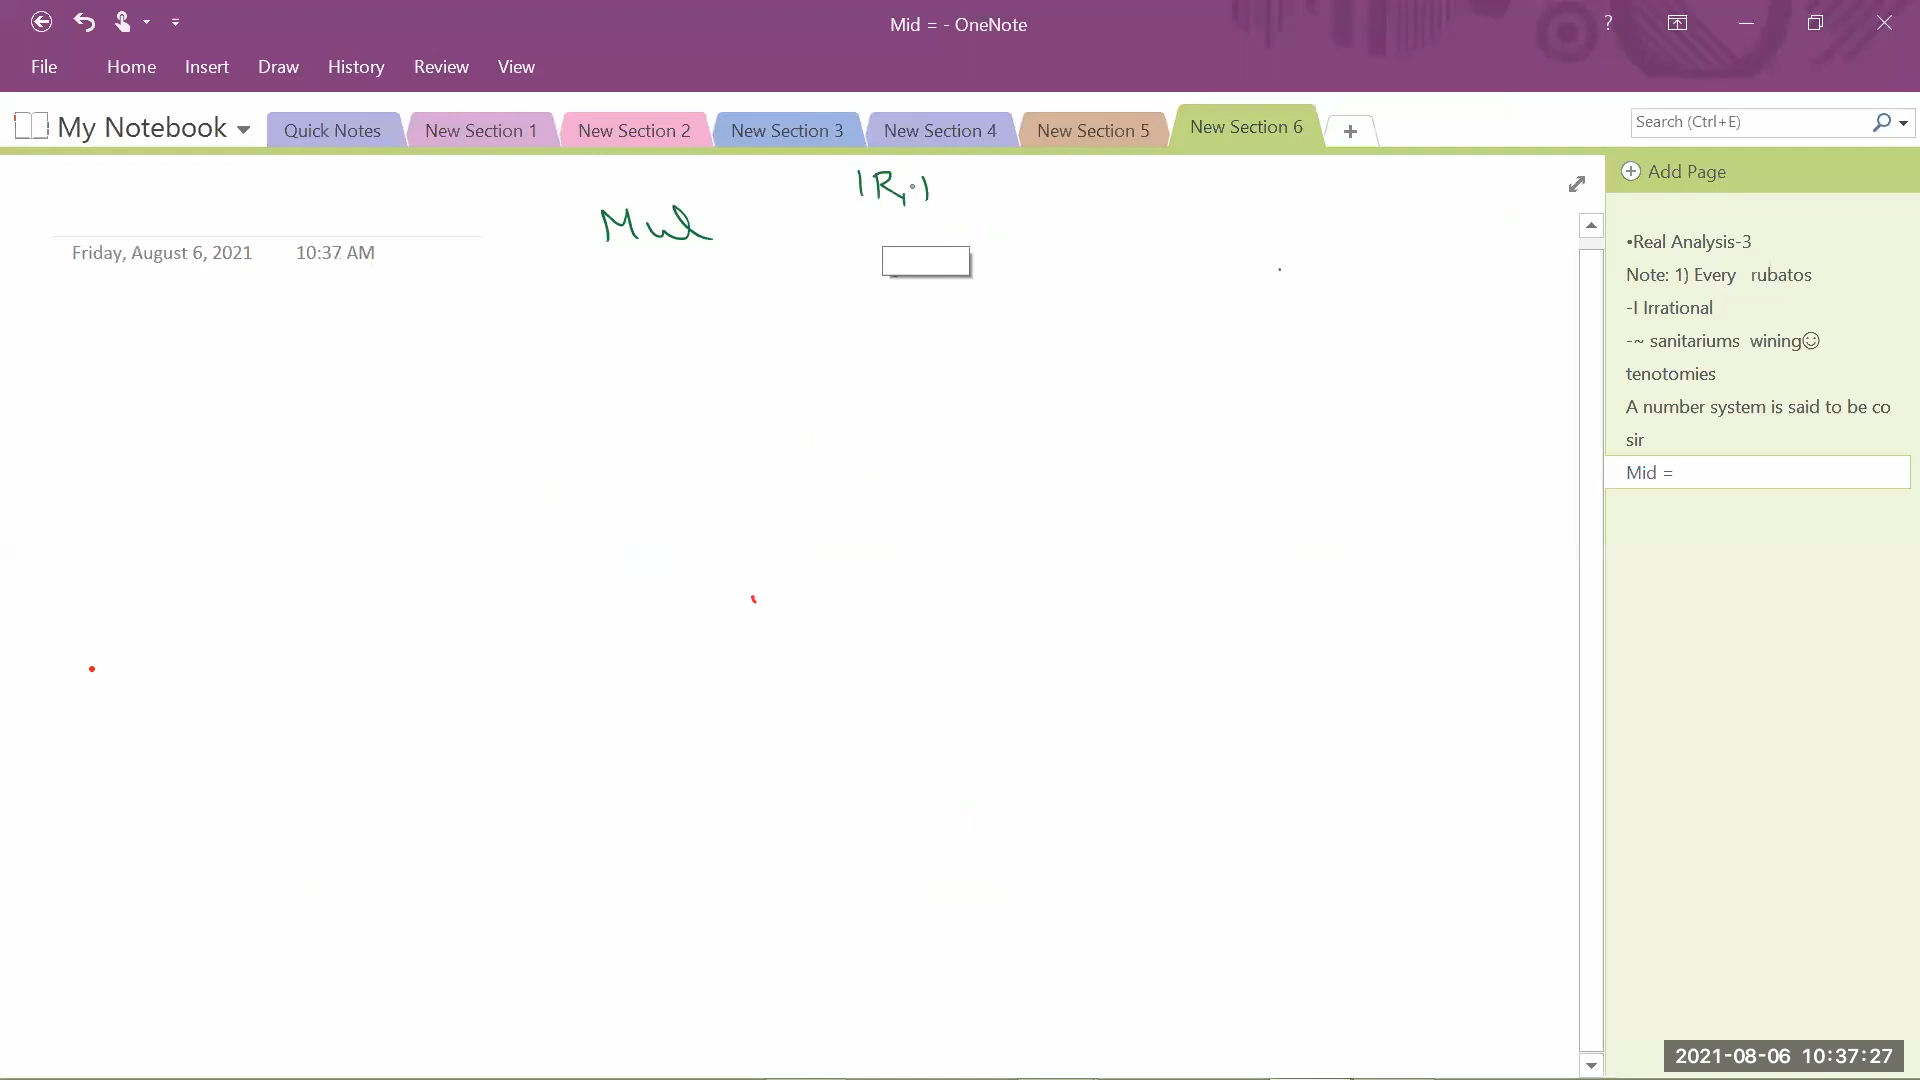 Mid = - OneNote
?
File Home Insert Draw History Review View
My Notebook Quick Notes New Section 1 New Section 2 New Section 3 New Section 4 New Section 5 New Section 6 +
Search (Ctrl+E)
Add Page
Friday, August 6, 2021 10:37 AM
Mul
•Real Analysis-3
Note: 1) Every rubatos
-I Irrational
-~ sanitariums wining☺
tenotomies
A number system is said to be co
sir
Mid =
2021-08-06 10:37:27